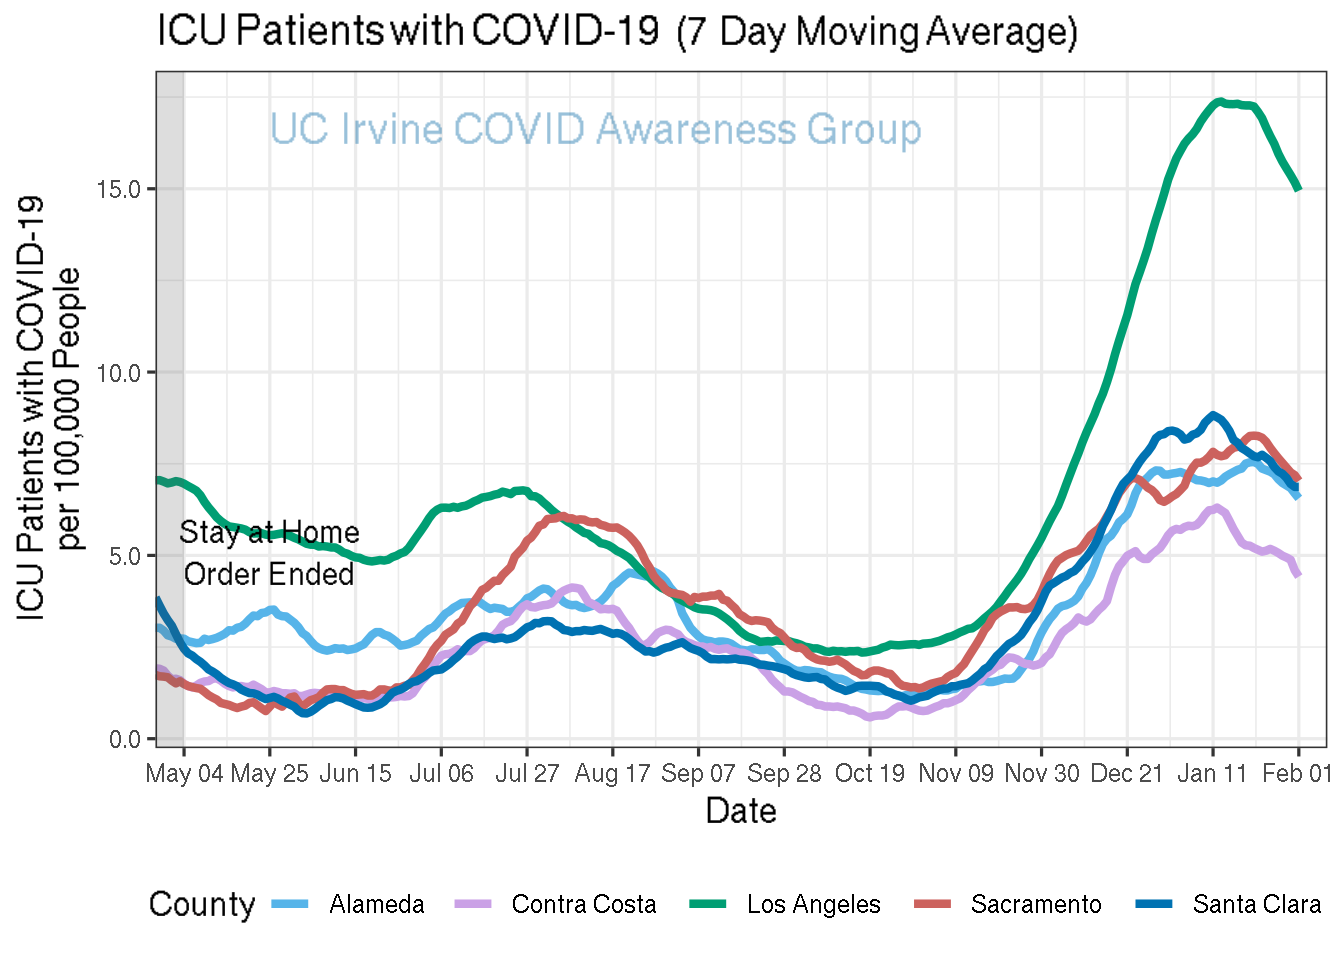 ICU Patients with COVID-19 (7 Day Moving Average)
UC Irvine COVID Awareness Group
ICU Patients with COVID-19
per 100,000 People
15.0
10.0
5.0
0.0
Stay at Home
Order Ended
May 04 May 25 Jun 15 Jul 06 Jul 27 Aug 17 Sep 07 Sep 28 Oct 19 Nov 09 Nov 30 Dec 21 Jan 11 Feb 01
Date
County Alameda Contra Costa Los Angeles Sacramento Santa Clara